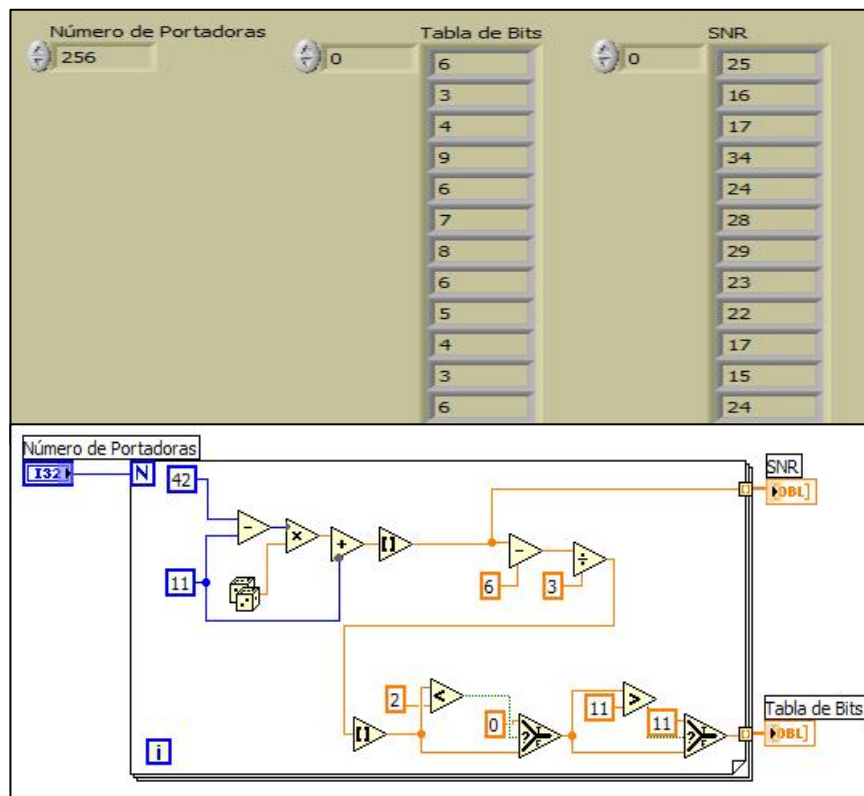 Número de Portadoras Tabla de Bits SNR
256 0 6 0 25
3 16
4 17
9 34
6 24
7 28
8 29
6 23
5 22
4 17
3 15
6 24
Número de Portadoras
I32 N 42 SNR
[DBL]
- × + [] - ÷
11 6 3
2 < 0 ? T F 11 > 11 ? T F Tabla de Bits
[] [DBL]
i